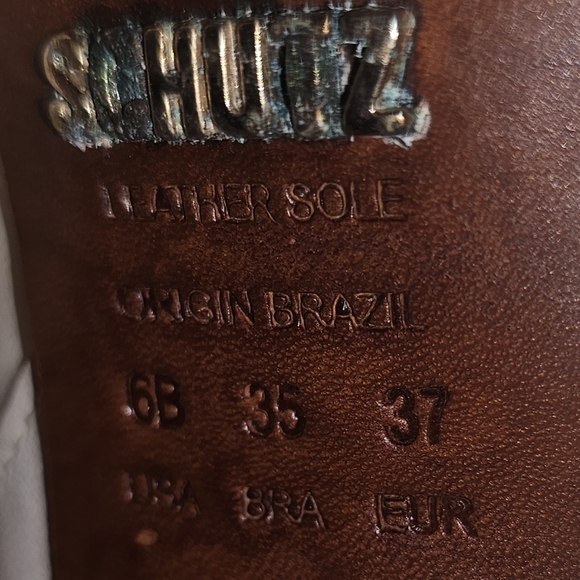 SCHUTZ
LEATHER SOLE
ORIGIN BRAZIL
6B 35 37
USA BRA EUR